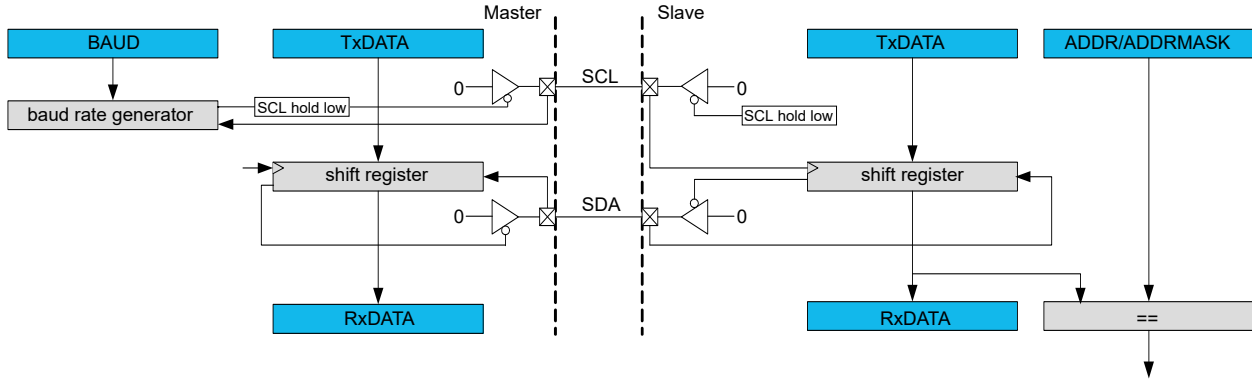 Master
Slave
BAUD
TxDATA
TxDATA
ADDR/ADDRMASK
0
SCL
0
SCL hold low
SCL hold low
baud rate generator
shift register
shift register
0
SDA
0
RxDATA
RxDATA
==